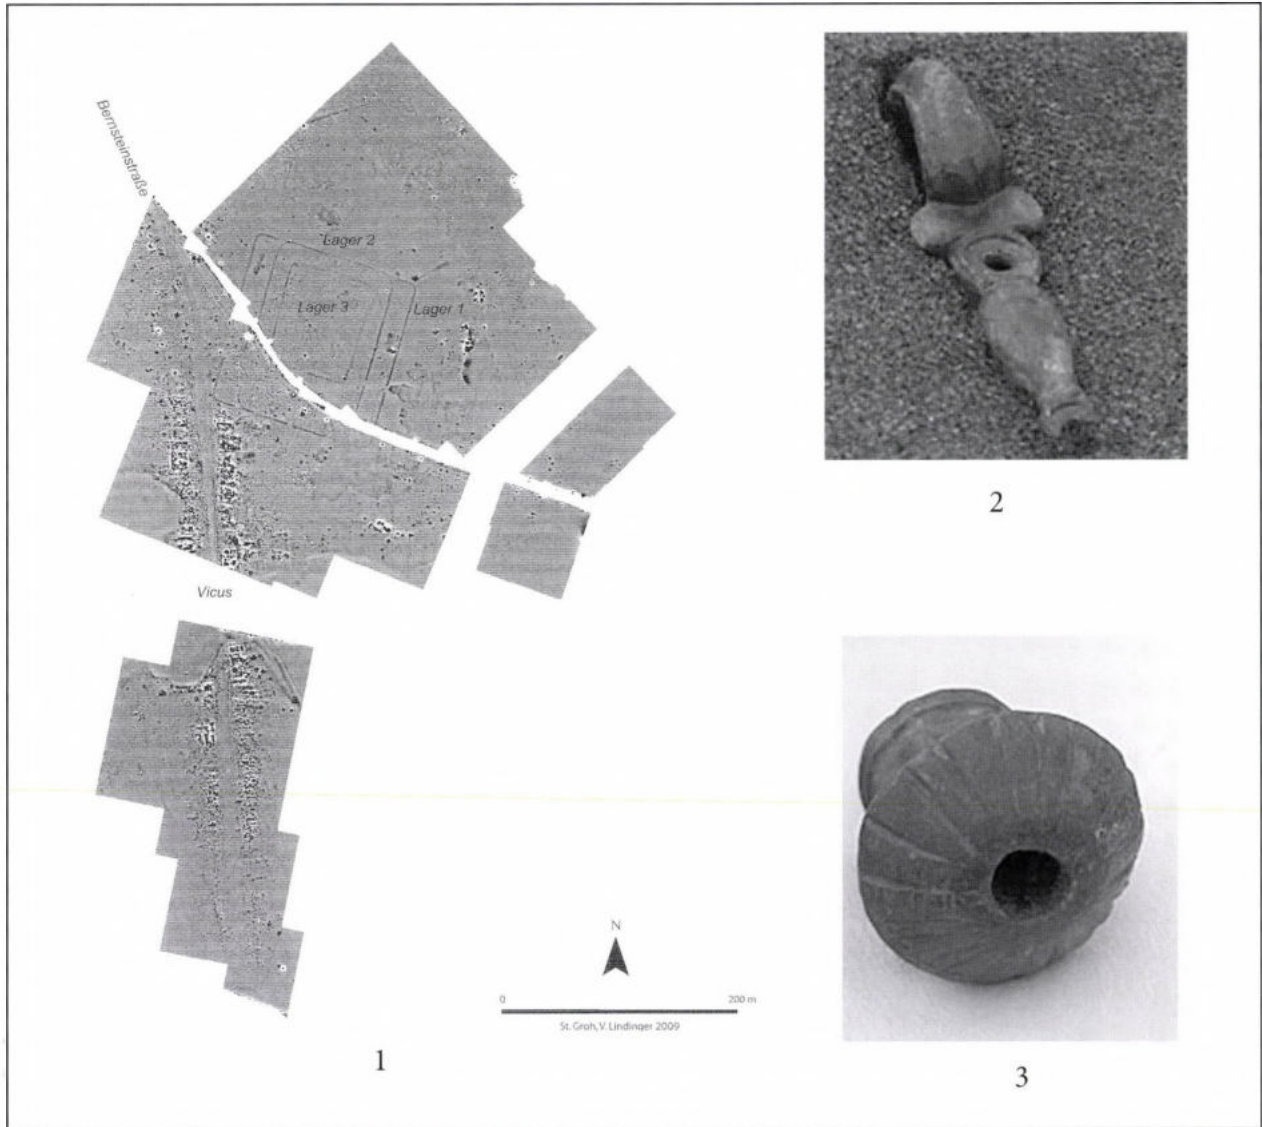 Bernsteinstraße
Lager 2
Lager 3
Lager 1
Vicus
N
0 200 m
St. Groh, V. Lindinger 2009
1
2
3